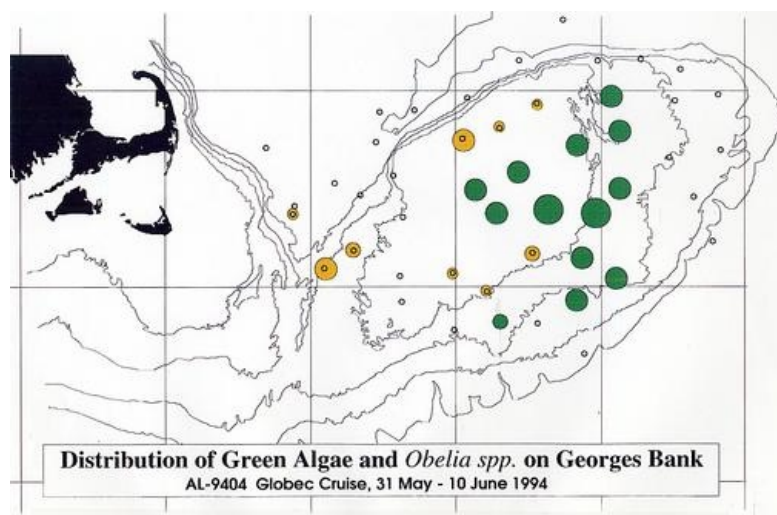 Distribution of Green Algae and Obelia spp. on Georges Bank
AL-9404 Globec Cruise, 31 May - 10 June 1994